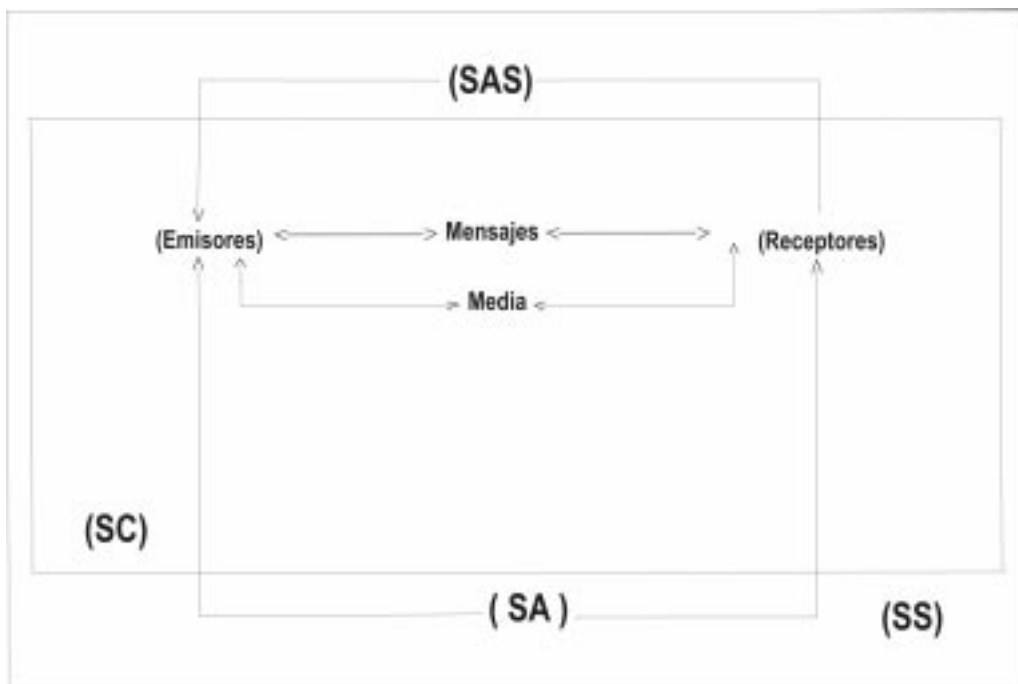 (SAS)
(Emisores) Mensajes (Receptores)
Media
(SC)
( SA )
(SS)